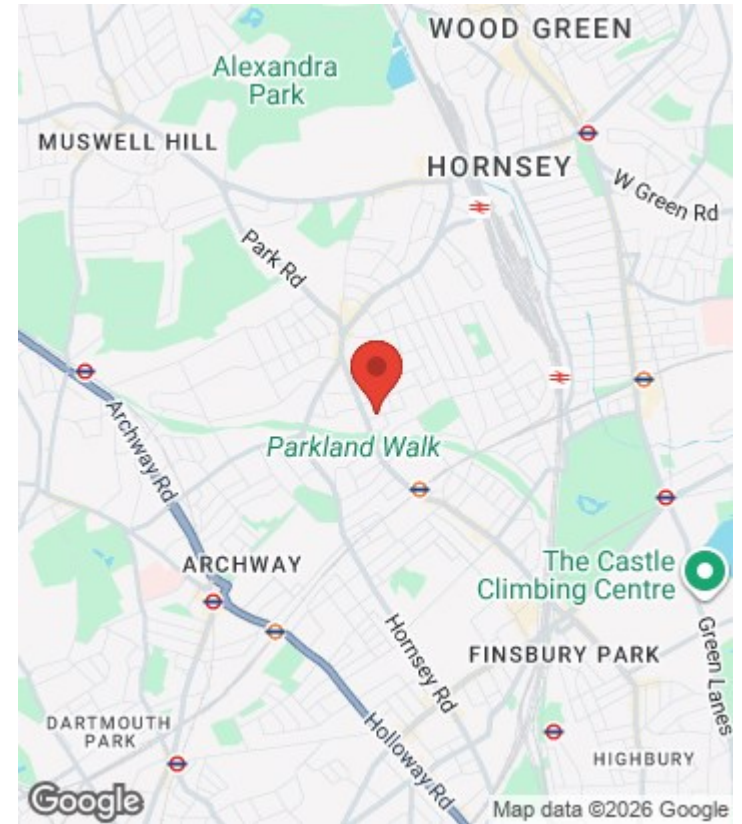 WOOD GREEN
Alexandra
Park
MUSWELL HILL
HORNSEY
W Green Rd
Park Rd
Parkland Walk
Archway Rd
ARCHWAY
The Castle
Climbing Centre
Hornsey Rd
FINSBURY PARK
Green Lanes
DARTMOUTH
PARK
Holloway Rd
HIGHBURY
Google
Map data ©2026 Google